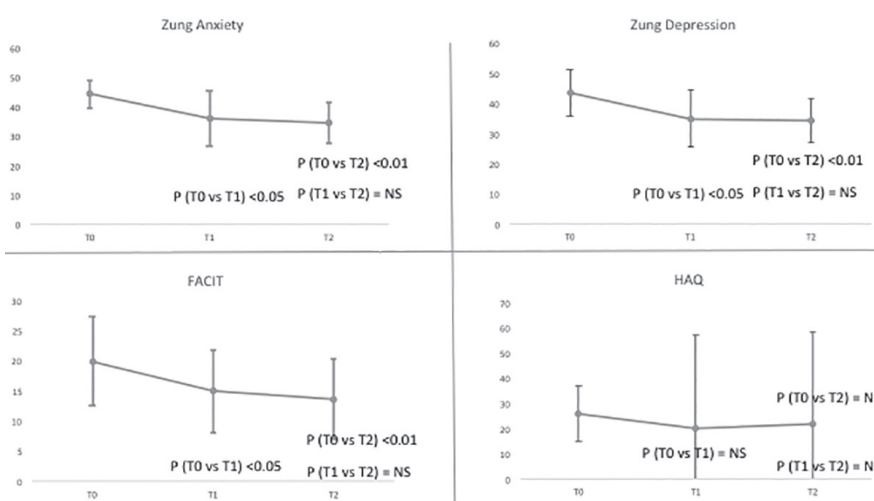 Zung Anxiety
60
50
40
30
20
10
0
P (T0 vs T2) <0.01
P (T0 vs T1) <0.05 P (T1 vs T2) = NS
T0 T1 T2
Zung Depression
60
50
40
30
20
10
0
P (T0 vs T2) <0.01
P (T0 vs T1) <0.05 P (T1 vs T2) = NS
T0 T1 T2
FACIT
30
25
20
15
10
5
0
P (T0 vs T2) <0.01
P (T0 vs T1) <0.05 P (T1 vs T2) = NS
T0 T1 T2
HAQ
70
60
50
40
30
20
10
0
P (T0 vs T2) = N
P (T0 vs T1) = NS
P (T1 vs T2) = N
T0 T1 T2